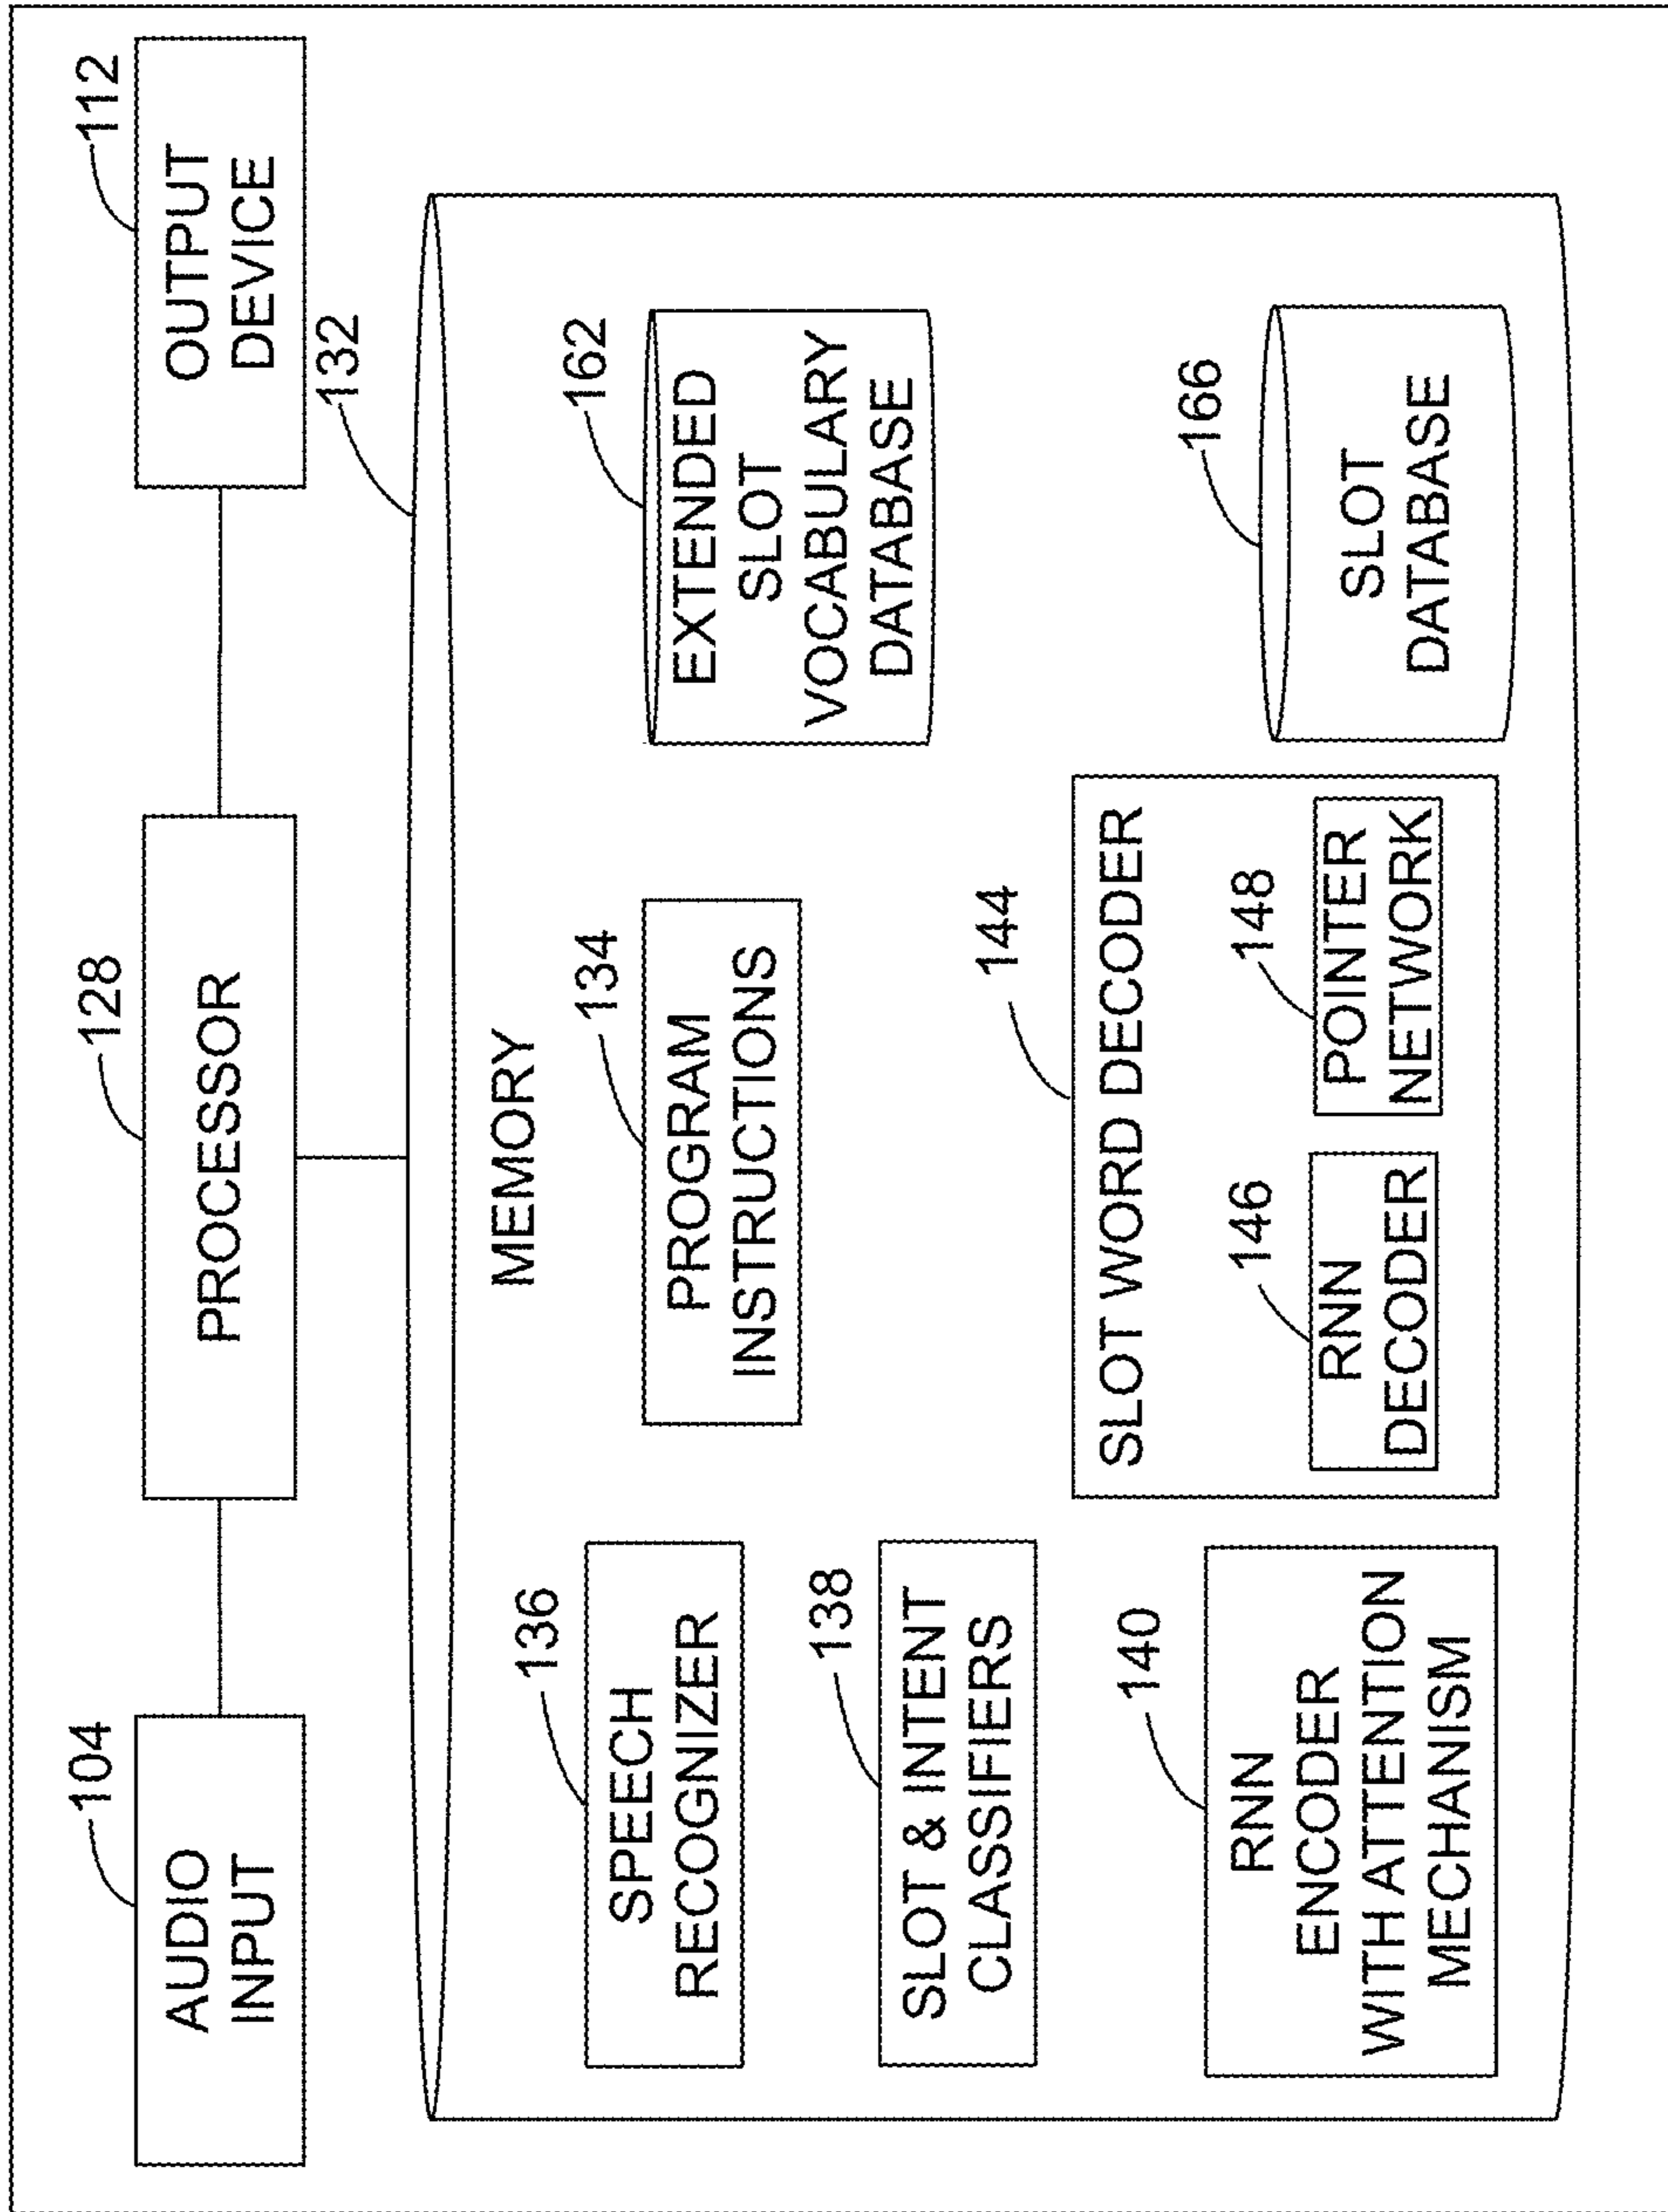 104
AUDIO
INPUT
128
PROCESSOR
112
OUTPUT
DEVICE
132
MEMORY
136
SPEECH
RECOGNIZER
134
PROGRAM
INSTRUCTIONS
162
EXTENDED
SLOT
VOCABULARY
DATABASE
138
SLOT & INTENT
CLASSIFIERS
140
RNN
ENCODER
WITH ATTENTION
MECHANISM
144
SLOT WORD DECODER
146
RNN
DECODER
148
POINTER
NETWORK
166
SLOT
DATABASE